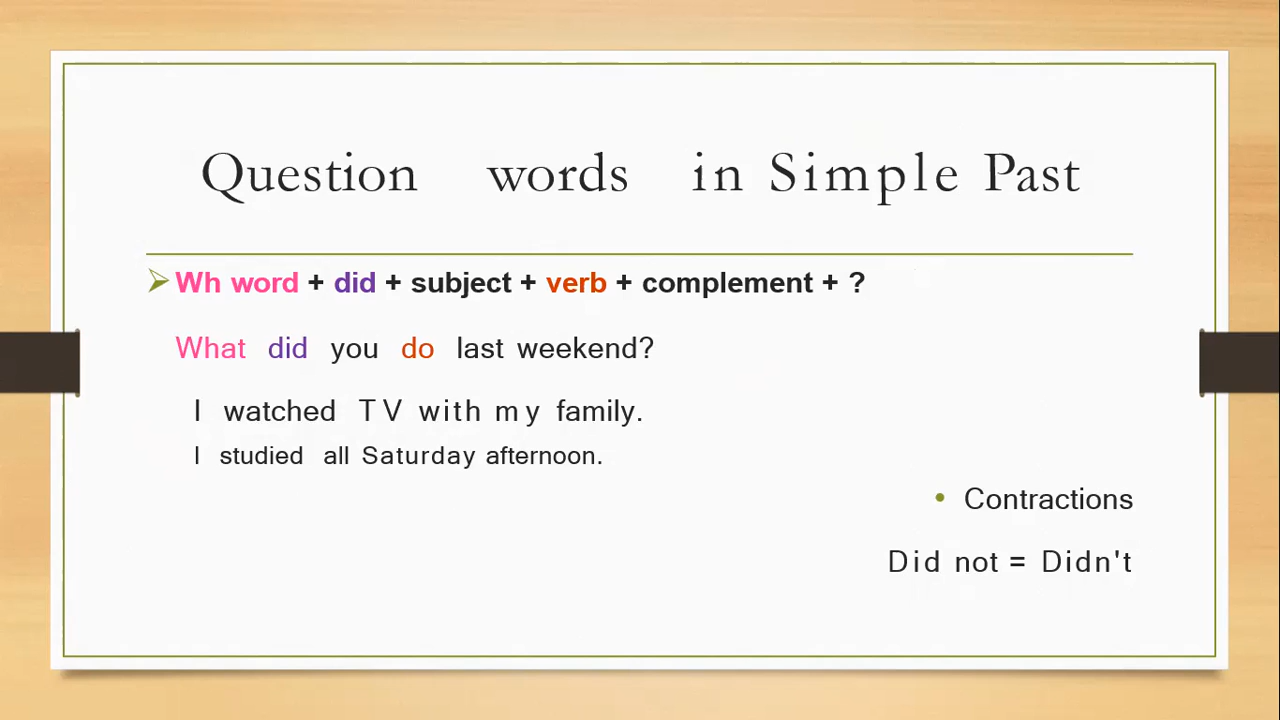 Question words in Simple Past
Wh word + did + subject + verb + complement + ?
What did you do last weekend?
I watched TV with my family.
I studied all Saturday afternoon.
• Contractions
Did not = Didn't